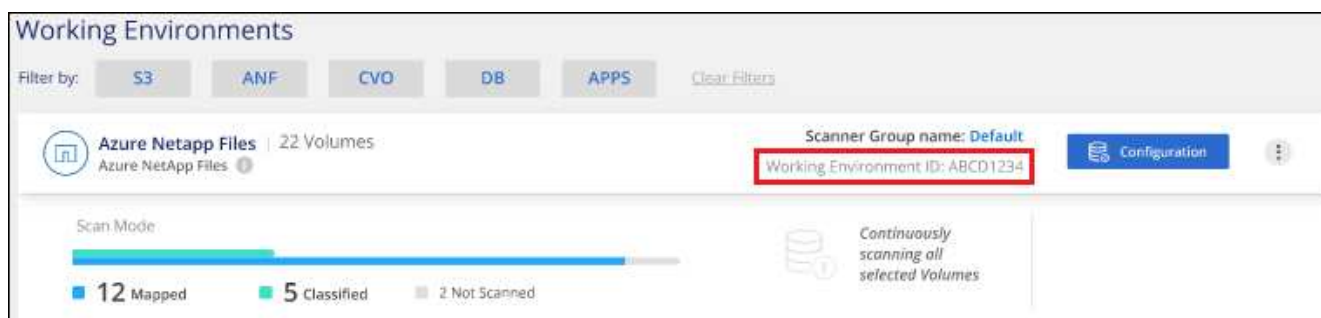 Working Environments
Filter by: S3 ANF CVO DB APPS Clear Filters
Azure Netapp Files | 22 Volumes
Azure NetApp Files
Scanner Group name: Default
Working Environment ID: ABCD1234
Configuration
Scan Mode
12 Mapped 5 Classified 2 Not Scanned
Continuously
scanning all
selected Volumes